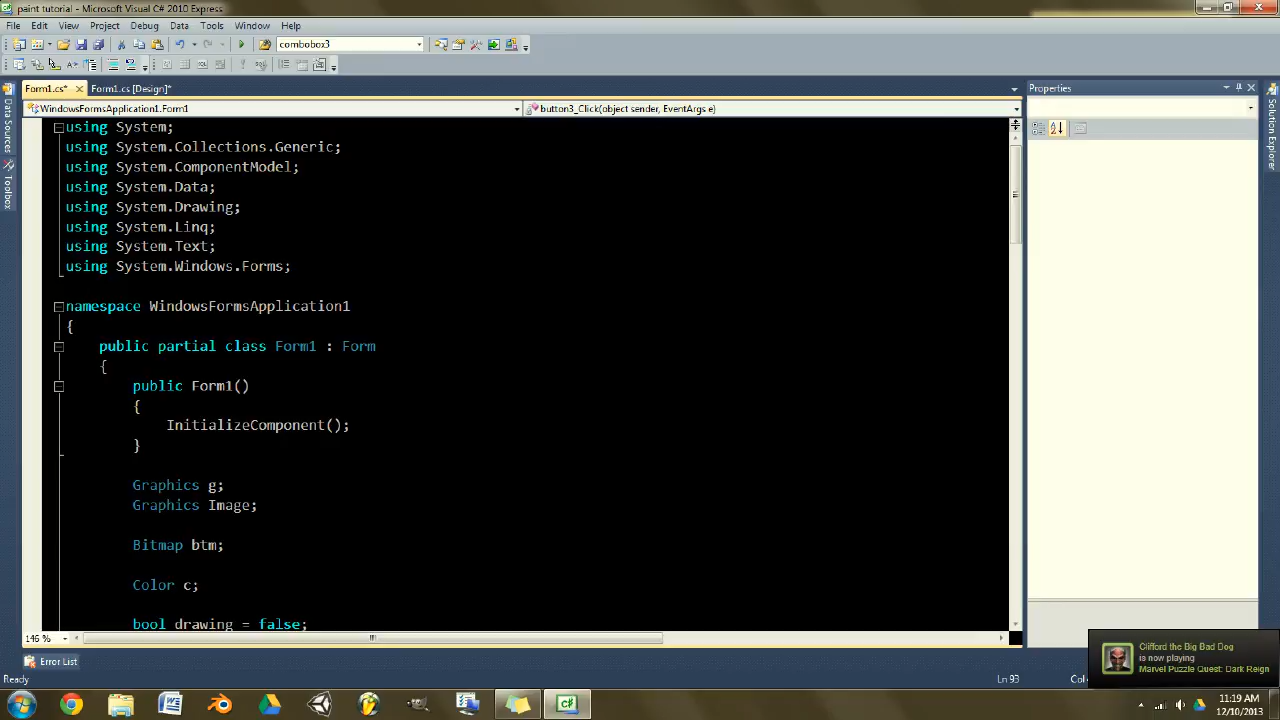 paint tutorial - Microsoft Visual C# 2010 Express
File Edit View Project Debug Data Tools Window Help
combobox3
Form1.cs* Form1.cs [Design]*
Properties
WindowsFormsApplication1.Form1
button3_Click(object sender, EventArgs e)
Data Sources
Toolbox
Solution Explorer
using System;
using System.Collections.Generic;
using System.ComponentModel;
using System.Data;
using System.Drawing;
using System.Linq;
using System.Text;
using System.Windows.Forms;
namespace WindowsFormsApplication1
{
public partial class Form1 : Form
{
public Form1()
{
InitializeComponent();
}
Graphics g;
Graphics Image;
Bitmap btm;
Color c;
bool drawing = false;
146 %
Clifford the Big Bad Dog
is now playing
Marvel Puzzle Quest: Dark Reign
Error List
Ready
Ln 93
11:19 AM
12/10/2013